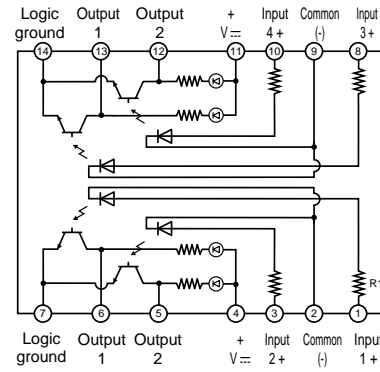 Logic Output Output + Input Common Input
ground 1 2 V⎓ 4 + (-) 3 +
14 13 12 11 10 9 8
R1
7 6 5 4 3 2 1
Logic Output Output + Input Common Input
ground 1 2 V⎓ 2 + (-) 1 +